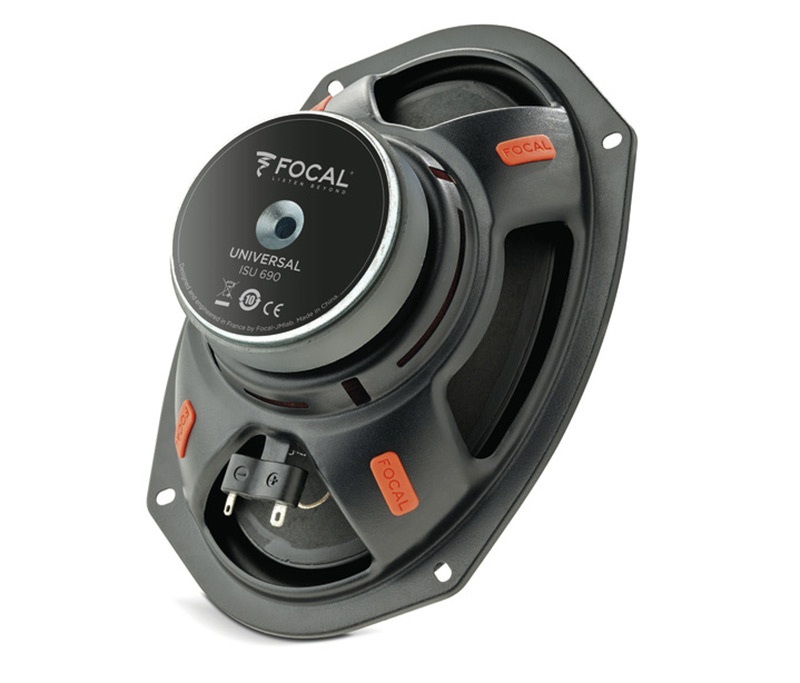 FOCAL®
LISTEN BEYOND
UNIVERSAL
ISU 690
10
CE
Designed and engineered in France by Focal-JMlab. Made in China
FOCAL
FOCAL
FOCAL
- +